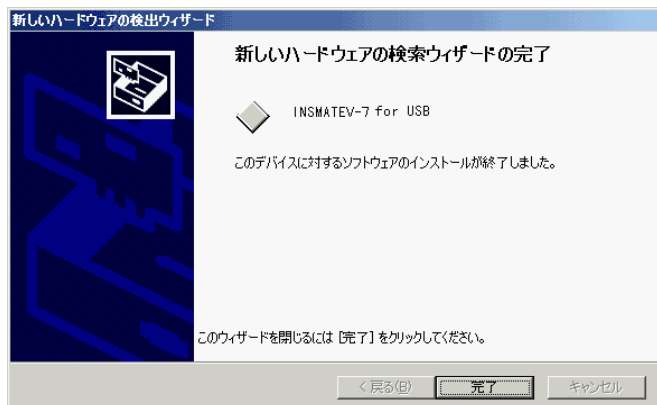 新しいハードウェアの検出ウィザード
新しいハードウェアの検索ウィザードの完了
INSMATEV-7 for USB
このデバイスに対するソフトウェアのインストールが終了しました。
このウィザードを閉じるには [完了] をクリックしてください。
< 戻る(B)
完了
キャンセル